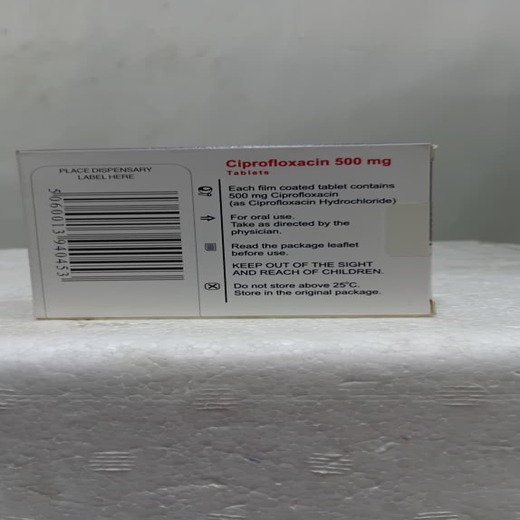 PLACE DISPENSARY
LABEL HERE
5060013940453
Ciprofloxacin 500 mg
Tablets
Each film coated tablet contains
500 mg Ciprofloxacin
(as Ciprofloxacin Hydrochloride)
For oral use.
Take as directed by the
physician.
Read the package leaflet
before use.
KEEP OUT OF THE SIGHT
AND REACH OF CHILDREN.
Do not store above 25°C.
Store in the original package.